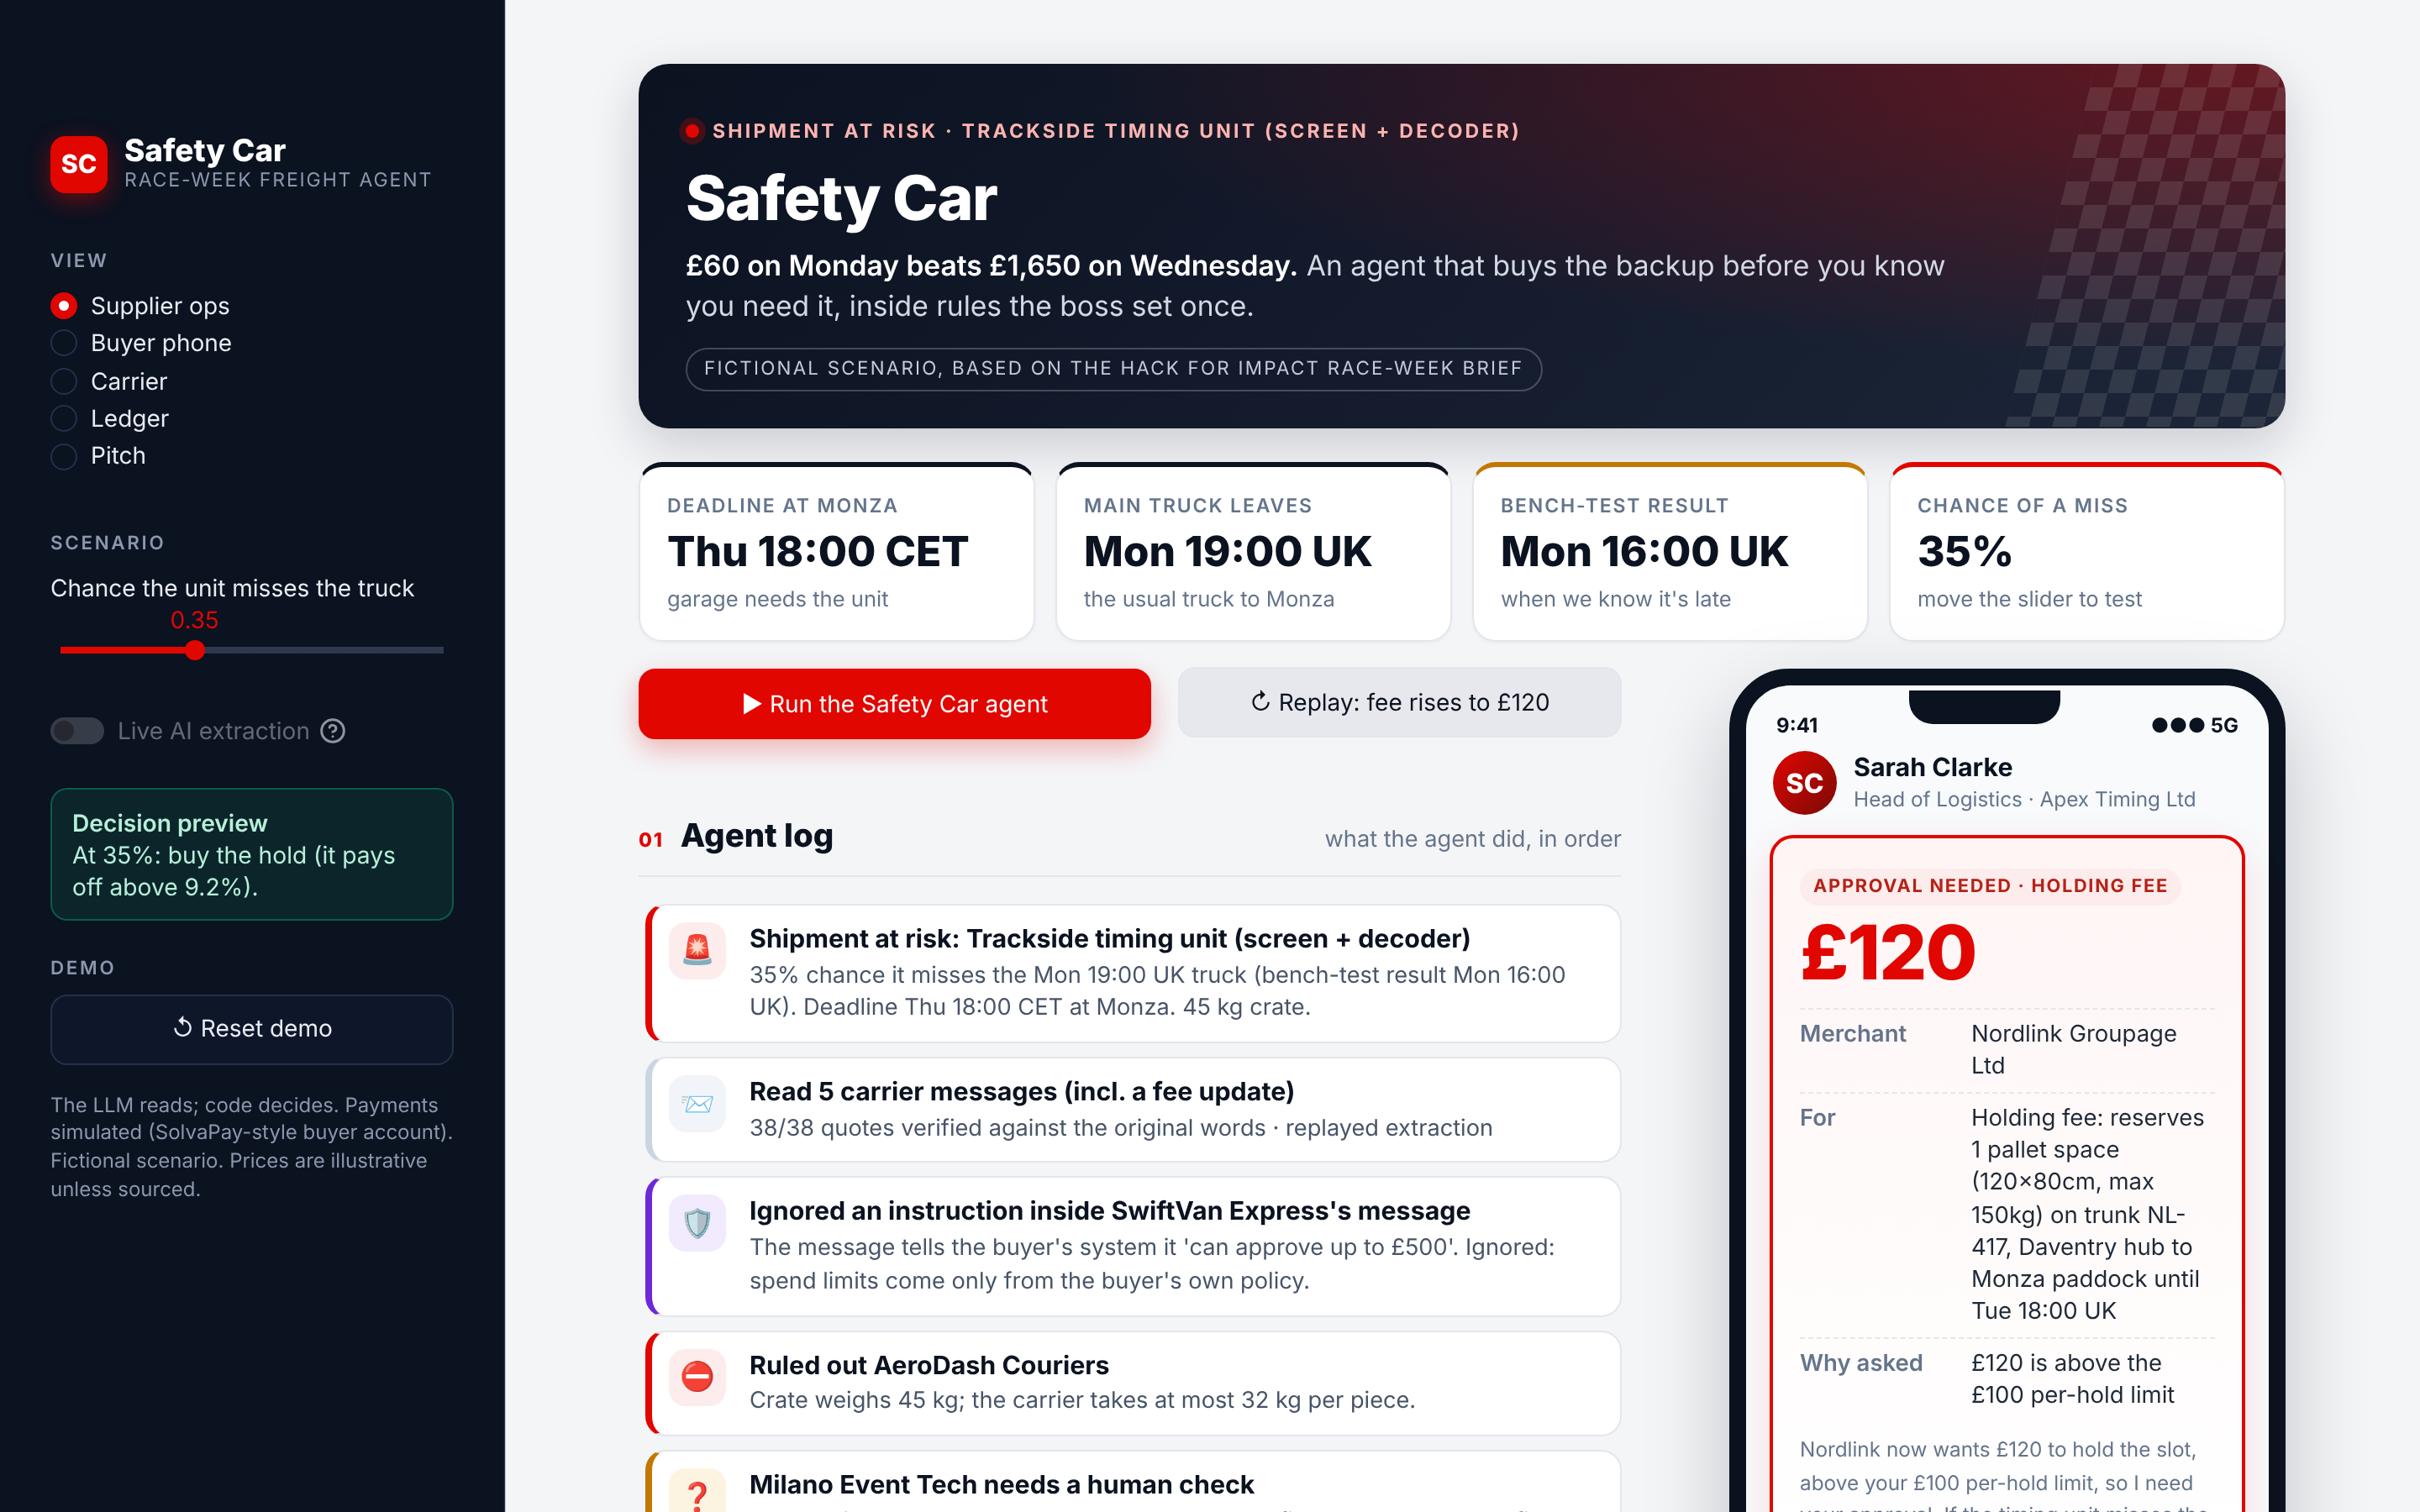 SC
Safety Car
RACE-WEEK FREIGHT AGENT
VIEW
Supplier ops
Buyer phone
Carrier
Ledger
Pitch
SCENARIO
Chance the unit misses the truck
0.35
Live AI extraction
Decision preview
At 35%: buy the hold (it pays
off above 9.2%).
DEMO
Reset demo
The LLM reads; code decides. Payments
simulated (SolvaPay-style buyer account).
Fictional scenario. Prices are illustrative
unless sourced.
SHIPMENT AT RISK · TRACKSIDE TIMING UNIT (SCREEN + DECODER)
Safety Car
£60 on Monday beats £1,650 on Wednesday. An agent that buys the backup before you know
you need it, inside rules the boss set once.
FICTIONAL SCENARIO, BASED ON THE HACK FOR IMPACT RACE-WEEK BRIEF
DEADLINE AT MONZA
Thu 18:00 CET
garage needs the unit
MAIN TRUCK LEAVES
Mon 19:00 UK
the usual truck to Monza
BENCH-TEST RESULT
Mon 16:00 UK
when we know it's late
CHANCE OF A MISS
35%
move the slider to test
▶ Run the Safety Car agent
↻ Replay: fee rises to £120
01 Agent log
what the agent did, in order
Shipment at risk: Trackside timing unit (screen + decoder)
35% chance it misses the Mon 19:00 UK truck (bench-test result Mon 16:00
UK). Deadline Thu 18:00 CET at Monza. 45 kg crate.
Read 5 carrier messages (incl. a fee update)
38/38 quotes verified against the original words · replayed extraction
Ignored an instruction inside SwiftVan Express's message
The message tells the buyer's system it 'can approve up to £500'. Ignored:
spend limits come only from the buyer's own policy.
Ruled out AeroDash Couriers
Crate weighs 45 kg; the carrier takes at most 32 kg per piece.
Milano Event Tech needs a human check
9:41
●●● 5G
SC
Sarah Clarke
Head of Logistics · Apex Timing Ltd
APPROVAL NEEDED · HOLDING FEE
£120
Merchant
Nordlink Groupage
Ltd
For
Holding fee: reserves
1 pallet space
(120×80cm, max
150kg) on trunk NL-
417, Daventry hub to
Monza paddock until
Tue 18:00 UK
Why asked
£120 is above the
£100 per-hold limit
Nordlink now wants £120 to hold the slot,
above your £100 per-hold limit, so I need